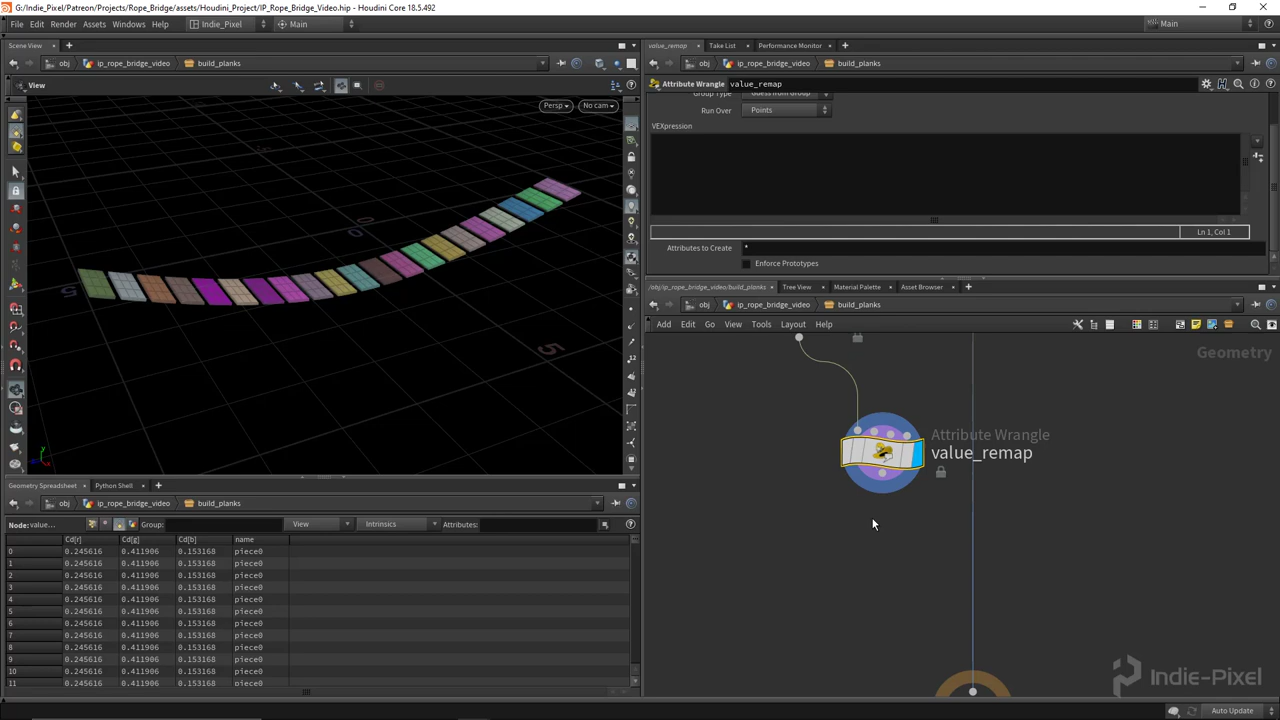 G:/Indie_Pixel/Patreon/Projects/Rope_Bridge/assets/Houdini_Project/IP_Rope_Bridge_Video.hip - Houdini Core 18.5.492
File Edit Render Assets Windows Help Indie_Pixel Main Main
Scene View
obj ip_rope_bridge_video build_planks
View
Persp No cam
5
0
0
5
value_remap Take List Performance Monitor
obj ip_rope_bridge_video build_planks
Attribute Wrangle value_remap
Run Over Points
VEXpression
Ln 1, Col 1
Attributes to Create *
Enforce Prototypes
/obj/ip_rope_bridge_video/build_planks Tree View Material Palette Asset Browser
obj ip_rope_bridge_video build_planks
Add Edit Go View Tools Layout Help
Geometry
Attribute Wrangle
value_remap
Indie-Pixel
Geometry Spreadsheet Python Shell
obj ip_rope_bridge_video build_planks
Node: value... Group: View Intrinsics Attributes:
Cd[r] Cd[g] Cd[b] name
0 0.245616 0.411906 0.153168 piece0
1 0.245616 0.411906 0.153168 piece0
2 0.245616 0.411906 0.153168 piece0
3 0.245616 0.411906 0.153168 piece0
4 0.245616 0.411906 0.153168 piece0
5 0.245616 0.411906 0.153168 piece0
6 0.245616 0.411906 0.153168 piece0
7 0.245616 0.411906 0.153168 piece0
8 0.245616 0.411906 0.153168 piece0
9 0.245616 0.411906 0.153168 piece0
10 0.245616 0.411906 0.153168 piece0
11 0.245616 0.411906 0.153168 piece0
Auto Update